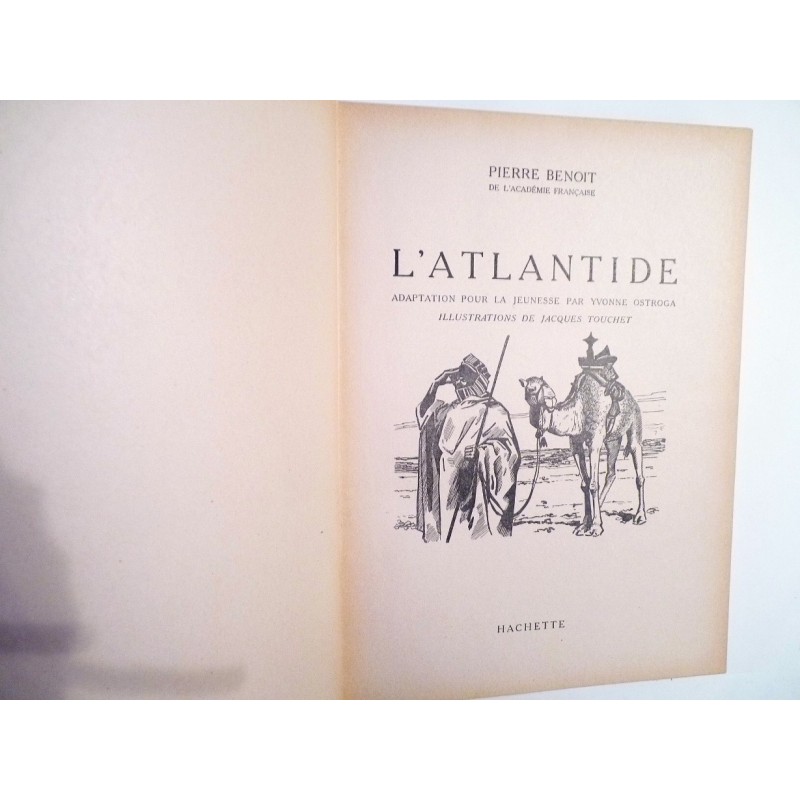 PIERRE BENOIT
DE L'ACADÉMIE FRANÇAISE
L'ATLANTIDE
ADAPTATION POUR LA JEUNESSE PAR YVONNE OSTROGA
ILLUSTRATIONS DE JACQUES TOUCHET
HACHETTE